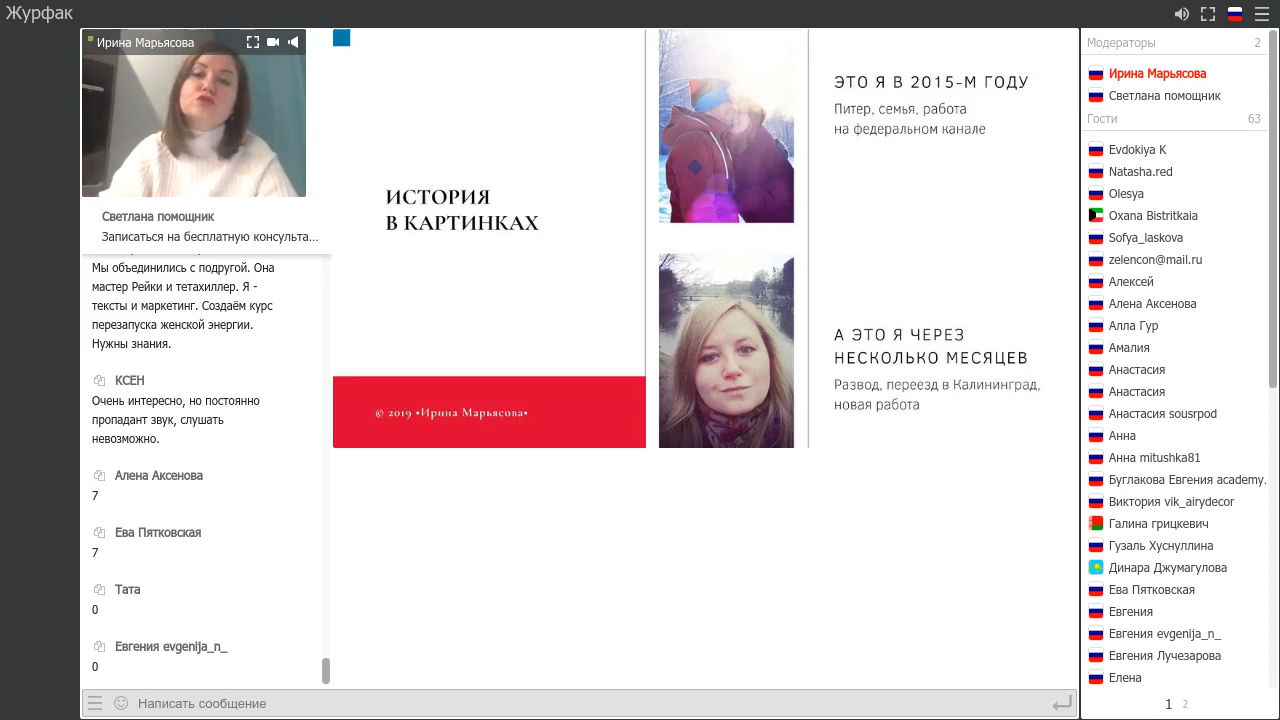 Журфак
Ирина Марьясова
Светлана помощник
Записаться на бесплатную консульта...
Мы объединились с подругой. Она
мастер Рейки и тетахиллер. Я -
тексты и маркетинг. Создаём курс
перезапуска женской энергии.
Нужны знания.
КСЕН
Очень интересно, но постоянно
пропадант звук, слушать
невозможно.
Алена Аксенова
7
Ева Пятковская
7
Тата
0
Евгения evgenija_n_
0
Написать сообщение
ИСТОРИЯ
В КАРТИНКАХ
© 2019 •Ирина Марьясова•
ЭТО Я В 2015-М ГОДУ
Питер, семья, работа
на федеральном канале
А ЭТО Я ЧЕРЕЗ
НЕСКОЛЬКО МЕСЯЦЕВ
Развод, переезд в Калининград,
новая работа
Модераторы 2
Ирина Марьясова
Светлана помощник
Гости 63
Evdokiya K
Natasha.red
Olesya
Oxana Bistritkaia
Sofya_laskova
zelencon@mail.ru
Алексей
Алена Аксенова
Алла Гур
Амалия
Анастасия
Анастасия
Анастасия sousrpod
Анна
Анна mitushka81
Буглакова Евгения academy.
Виктория vik_airydecor
Галина грицкевич
Гузаль Хуснуллина
Динара Джумагулова
Ева Пятковская
Евгения
Евгения evgenija_n_
Евгения Лучезарова
Елена
1 2